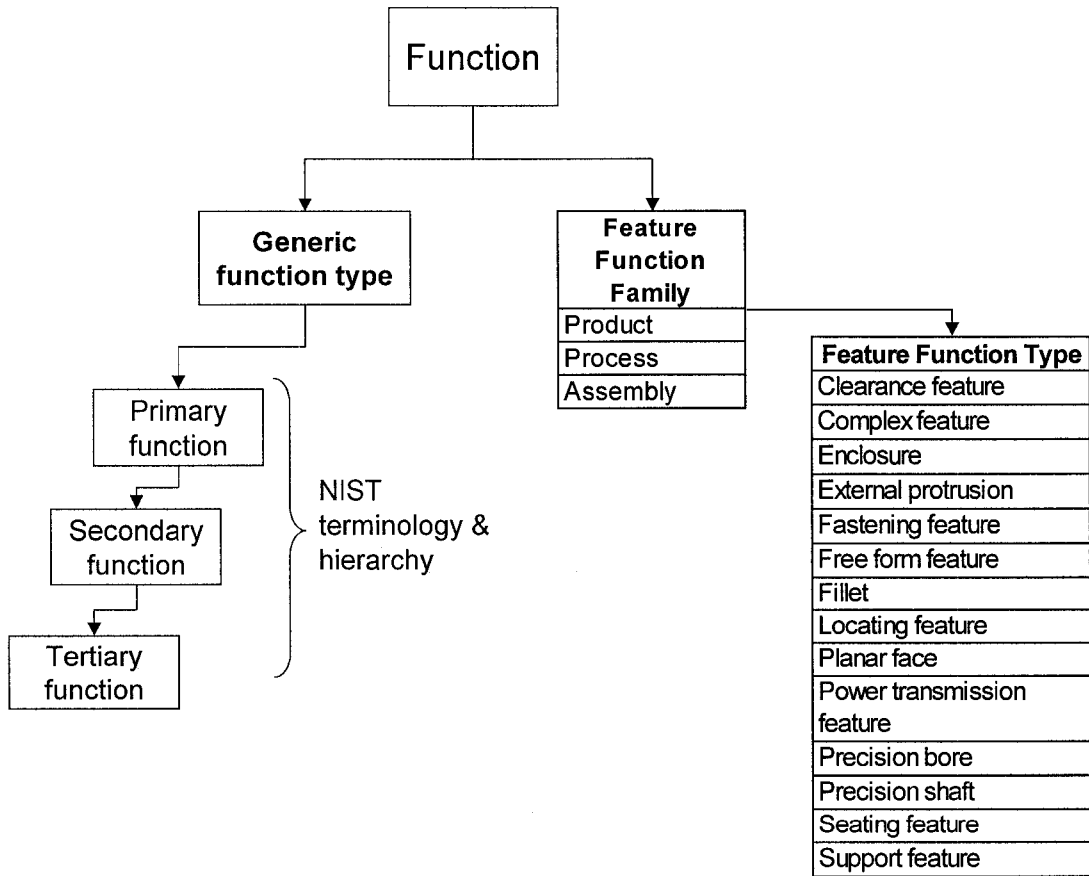 Function
Generic
function type
Feature
Function
Family
Product
Process
Assembly
Primary
function
Secondary
function
Tertiary
function
NIST
terminology &
hierarchy
Feature Function Type
Clearance feature
Complex feature
Enclosure
External protrusion
Fastening feature
Free form feature
Fillet
Locating feature
Planar face
Power transmission
feature
Precision bore
Precision shaft
Seating feature
Support feature